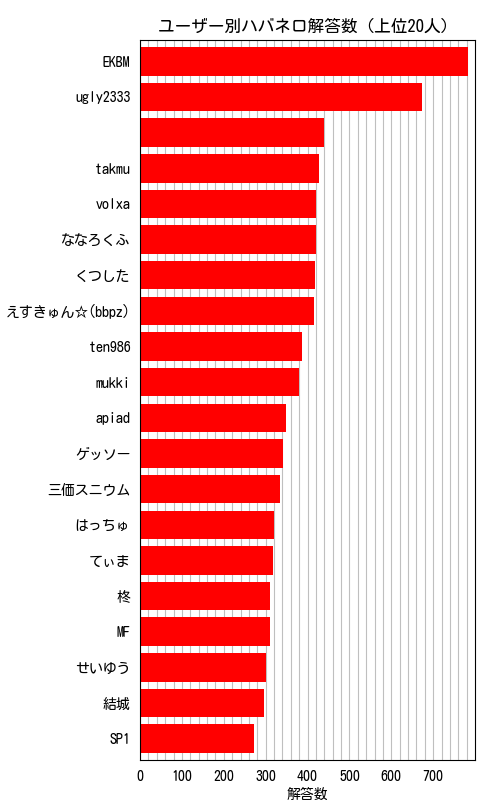 ユーザー別ハバネロ解答数 (上位20人)
EKBM
ugly2333
takmu
volxa
ななろくふ
くつした
えすきゅん☆(bbpz)
ten986
mukki
apiad
ゲッソー
三価スニウム
はっちゅ
てぃま
柊
MF
せいゆう
結城
SP1
0 100 200 300 400 500 600 700
解答数